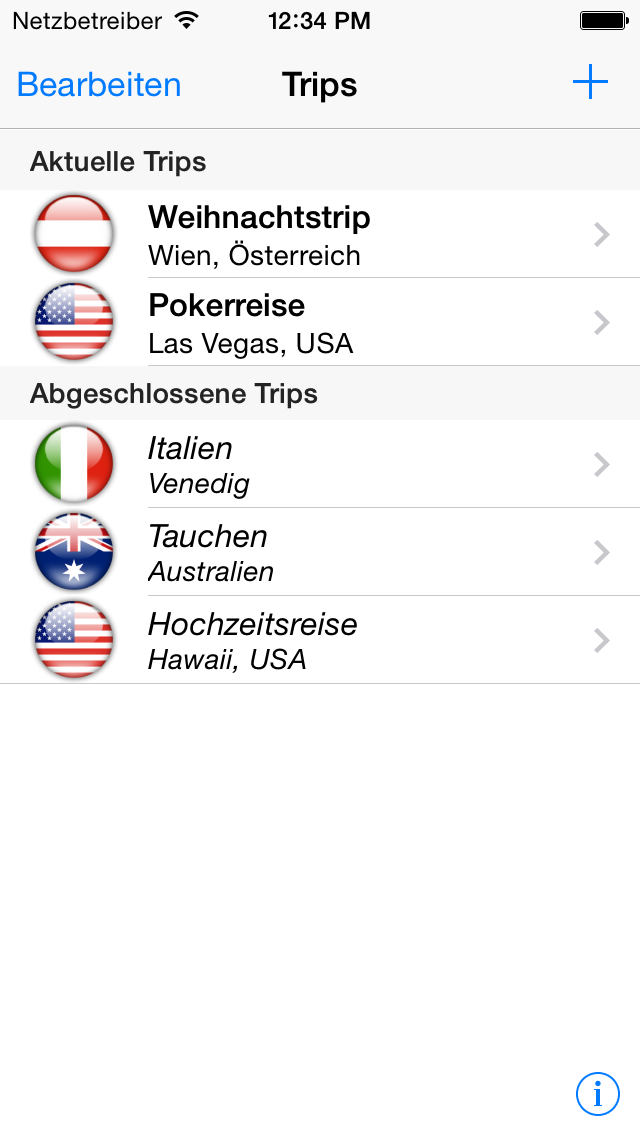 Netzbetreiber 12:34 PM
Bearbeiten Trips +
Aktuelle Trips
Weihnachtstrip
Wien, Österreich
Pokerreise
Las Vegas, USA
Abgeschlossene Trips
Italien
Venedig
Tauchen
Australien
Hochzeitsreise
Hawaii, USA
i